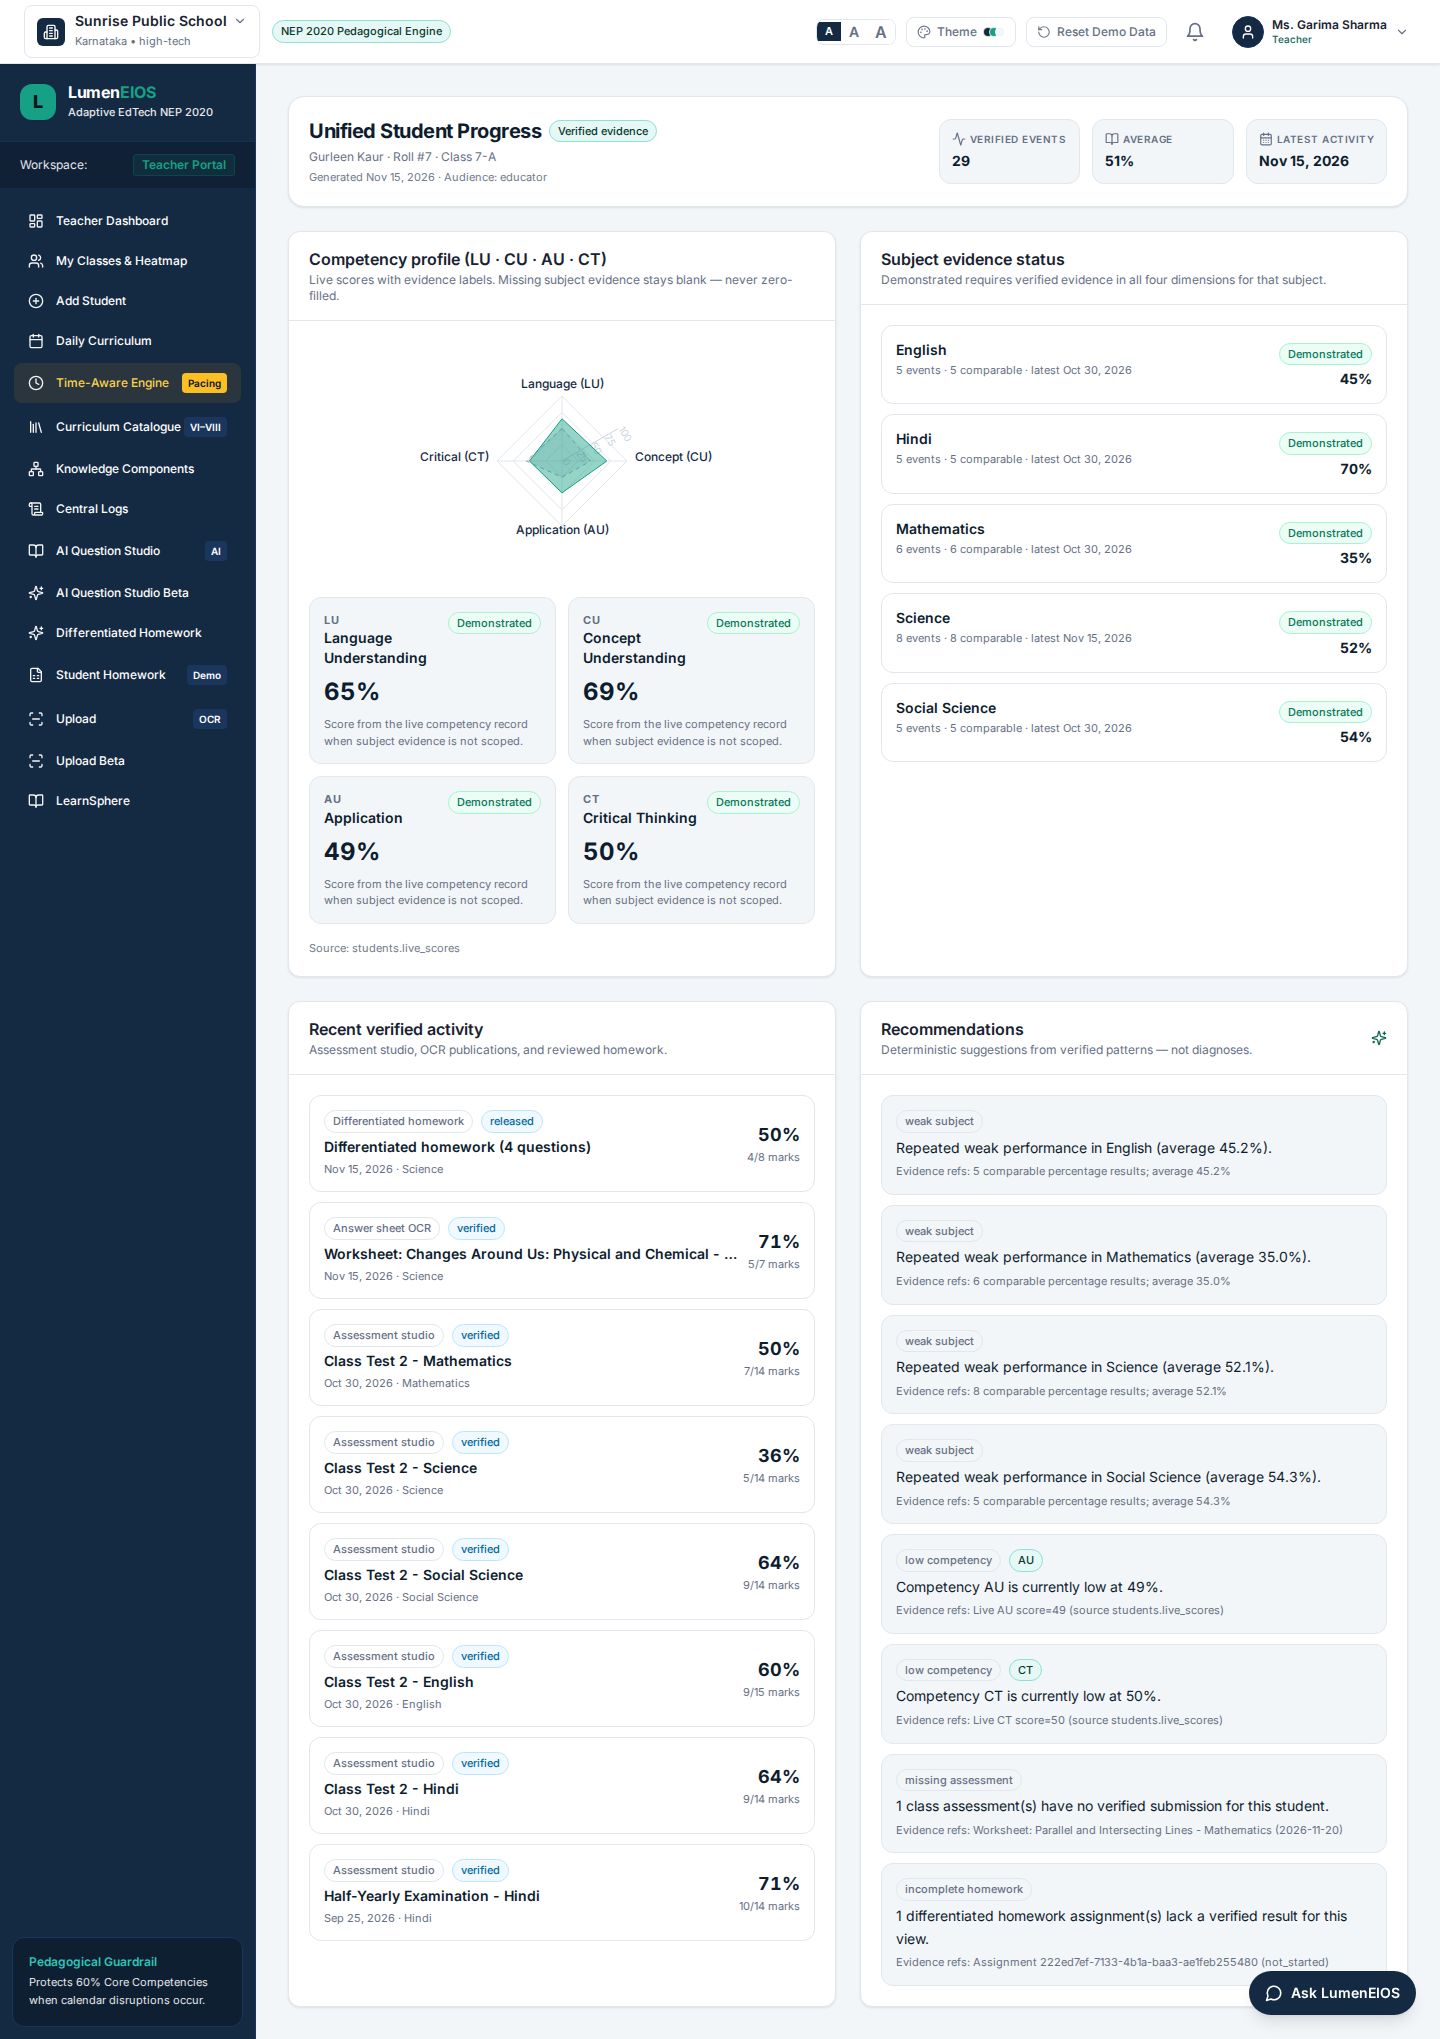 Sunrise Public School
Karnataka • high-tech
NEP 2020 Pedagogical Engine
A A A
Theme
Reset Demo Data
Ms. Garima Sharma
Teacher
L
LumenEIOS
Adaptive EdTech NEP 2020
Workspace:
Teacher Portal
Teacher Dashboard
My Classes & Heatmap
Add Student
Daily Curriculum
Time-Aware Engine Pacing
Curriculum Catalogue VI–VIII
Knowledge Components
Central Logs
AI Question Studio AI
AI Question Studio Beta
Differentiated Homework
Student Homework Demo
Upload OCR
Upload Beta
LearnSphere
Pedagogical Guardrail
Protects 60% Core Competencies
when calendar disruptions occur.
Unified Student Progress Verified evidence
Gurleen Kaur · Roll #7 · Class 7-A
Generated Nov 15, 2026 · Audience: educator
VERIFIED EVENTS
29
AVERAGE
51%
LATEST ACTIVITY
Nov 15, 2026
Competency profile (LU · CU · AU · CT)
Live scores with evidence labels. Missing subject evidence stays blank — never zero-
filled.
Language (LU)
Critical (CT)
Concept (CU)
Application (AU)
75
100
LU
Language
Understanding
Demonstrated
65%
Score from the live competency record
when subject evidence is not scoped.
CU
Concept
Understanding
Demonstrated
69%
Score from the live competency record
when subject evidence is not scoped.
AU
Application
Demonstrated
49%
Score from the live competency record
when subject evidence is not scoped.
CT
Critical Thinking
Demonstrated
50%
Score from the live competency record
when subject evidence is not scoped.
Source: students.live_scores
Subject evidence status
Demonstrated requires verified evidence in all four dimensions for that subject.
English
5 events · 5 comparable · latest Oct 30, 2026
Demonstrated
45%
Hindi
5 events · 5 comparable · latest Oct 30, 2026
Demonstrated
70%
Mathematics
6 events · 6 comparable · latest Oct 30, 2026
Demonstrated
35%
Science
8 events · 8 comparable · latest Nov 15, 2026
Demonstrated
52%
Social Science
5 events · 5 comparable · latest Oct 30, 2026
Demonstrated
54%
Recent verified activity
Assessment studio, OCR publications, and reviewed homework.
Differentiated homework released
Differentiated homework (4 questions)
Nov 15, 2026 · Science
50%
4/8 marks
Answer sheet OCR verified
Worksheet: Changes Around Us: Physical and Chemical - ...
Nov 15, 2026 · Science
71%
5/7 marks
Assessment studio verified
Class Test 2 - Mathematics
Oct 30, 2026 · Mathematics
50%
7/14 marks
Assessment studio verified
Class Test 2 - Science
Oct 30, 2026 · Science
36%
5/14 marks
Assessment studio verified
Class Test 2 - Social Science
Oct 30, 2026 · Social Science
64%
9/14 marks
Assessment studio verified
Class Test 2 - English
Oct 30, 2026 · English
60%
9/15 marks
Assessment studio verified
Class Test 2 - Hindi
Oct 30, 2026 · Hindi
64%
9/14 marks
Assessment studio verified
Half-Yearly Examination - Hindi
Sep 25, 2026 · Hindi
71%
10/14 marks
Recommendations
Deterministic suggestions from verified patterns — not diagnoses.
weak subject
Repeated weak performance in English (average 45.2%).
Evidence refs: 5 comparable percentage results; average 45.2%
weak subject
Repeated weak performance in Mathematics (average 35.0%).
Evidence refs: 6 comparable percentage results; average 35.0%
weak subject
Repeated weak performance in Science (average 52.1%).
Evidence refs: 8 comparable percentage results; average 52.1%
weak subject
Repeated weak performance in Social Science (average 54.3%).
Evidence refs: 5 comparable percentage results; average 54.3%
low competency AU
Competency AU is currently low at 49%.
Evidence refs: Live AU score=49 (source students.live_scores)
low competency CT
Competency CT is currently low at 50%.
Evidence refs: Live CT score=50 (source students.live_scores)
missing assessment
1 class assessment(s) have no verified submission for this student.
Evidence refs: Worksheet: Parallel and Intersecting Lines - Mathematics (2026-11-20)
incomplete homework
1 differentiated homework assignment(s) lack a verified result for this
view.
Evidence refs: Assignment 222ed7ef-7133-4b1a-baa3-ae1feb255480 (not_started)
Ask LumenEIOS